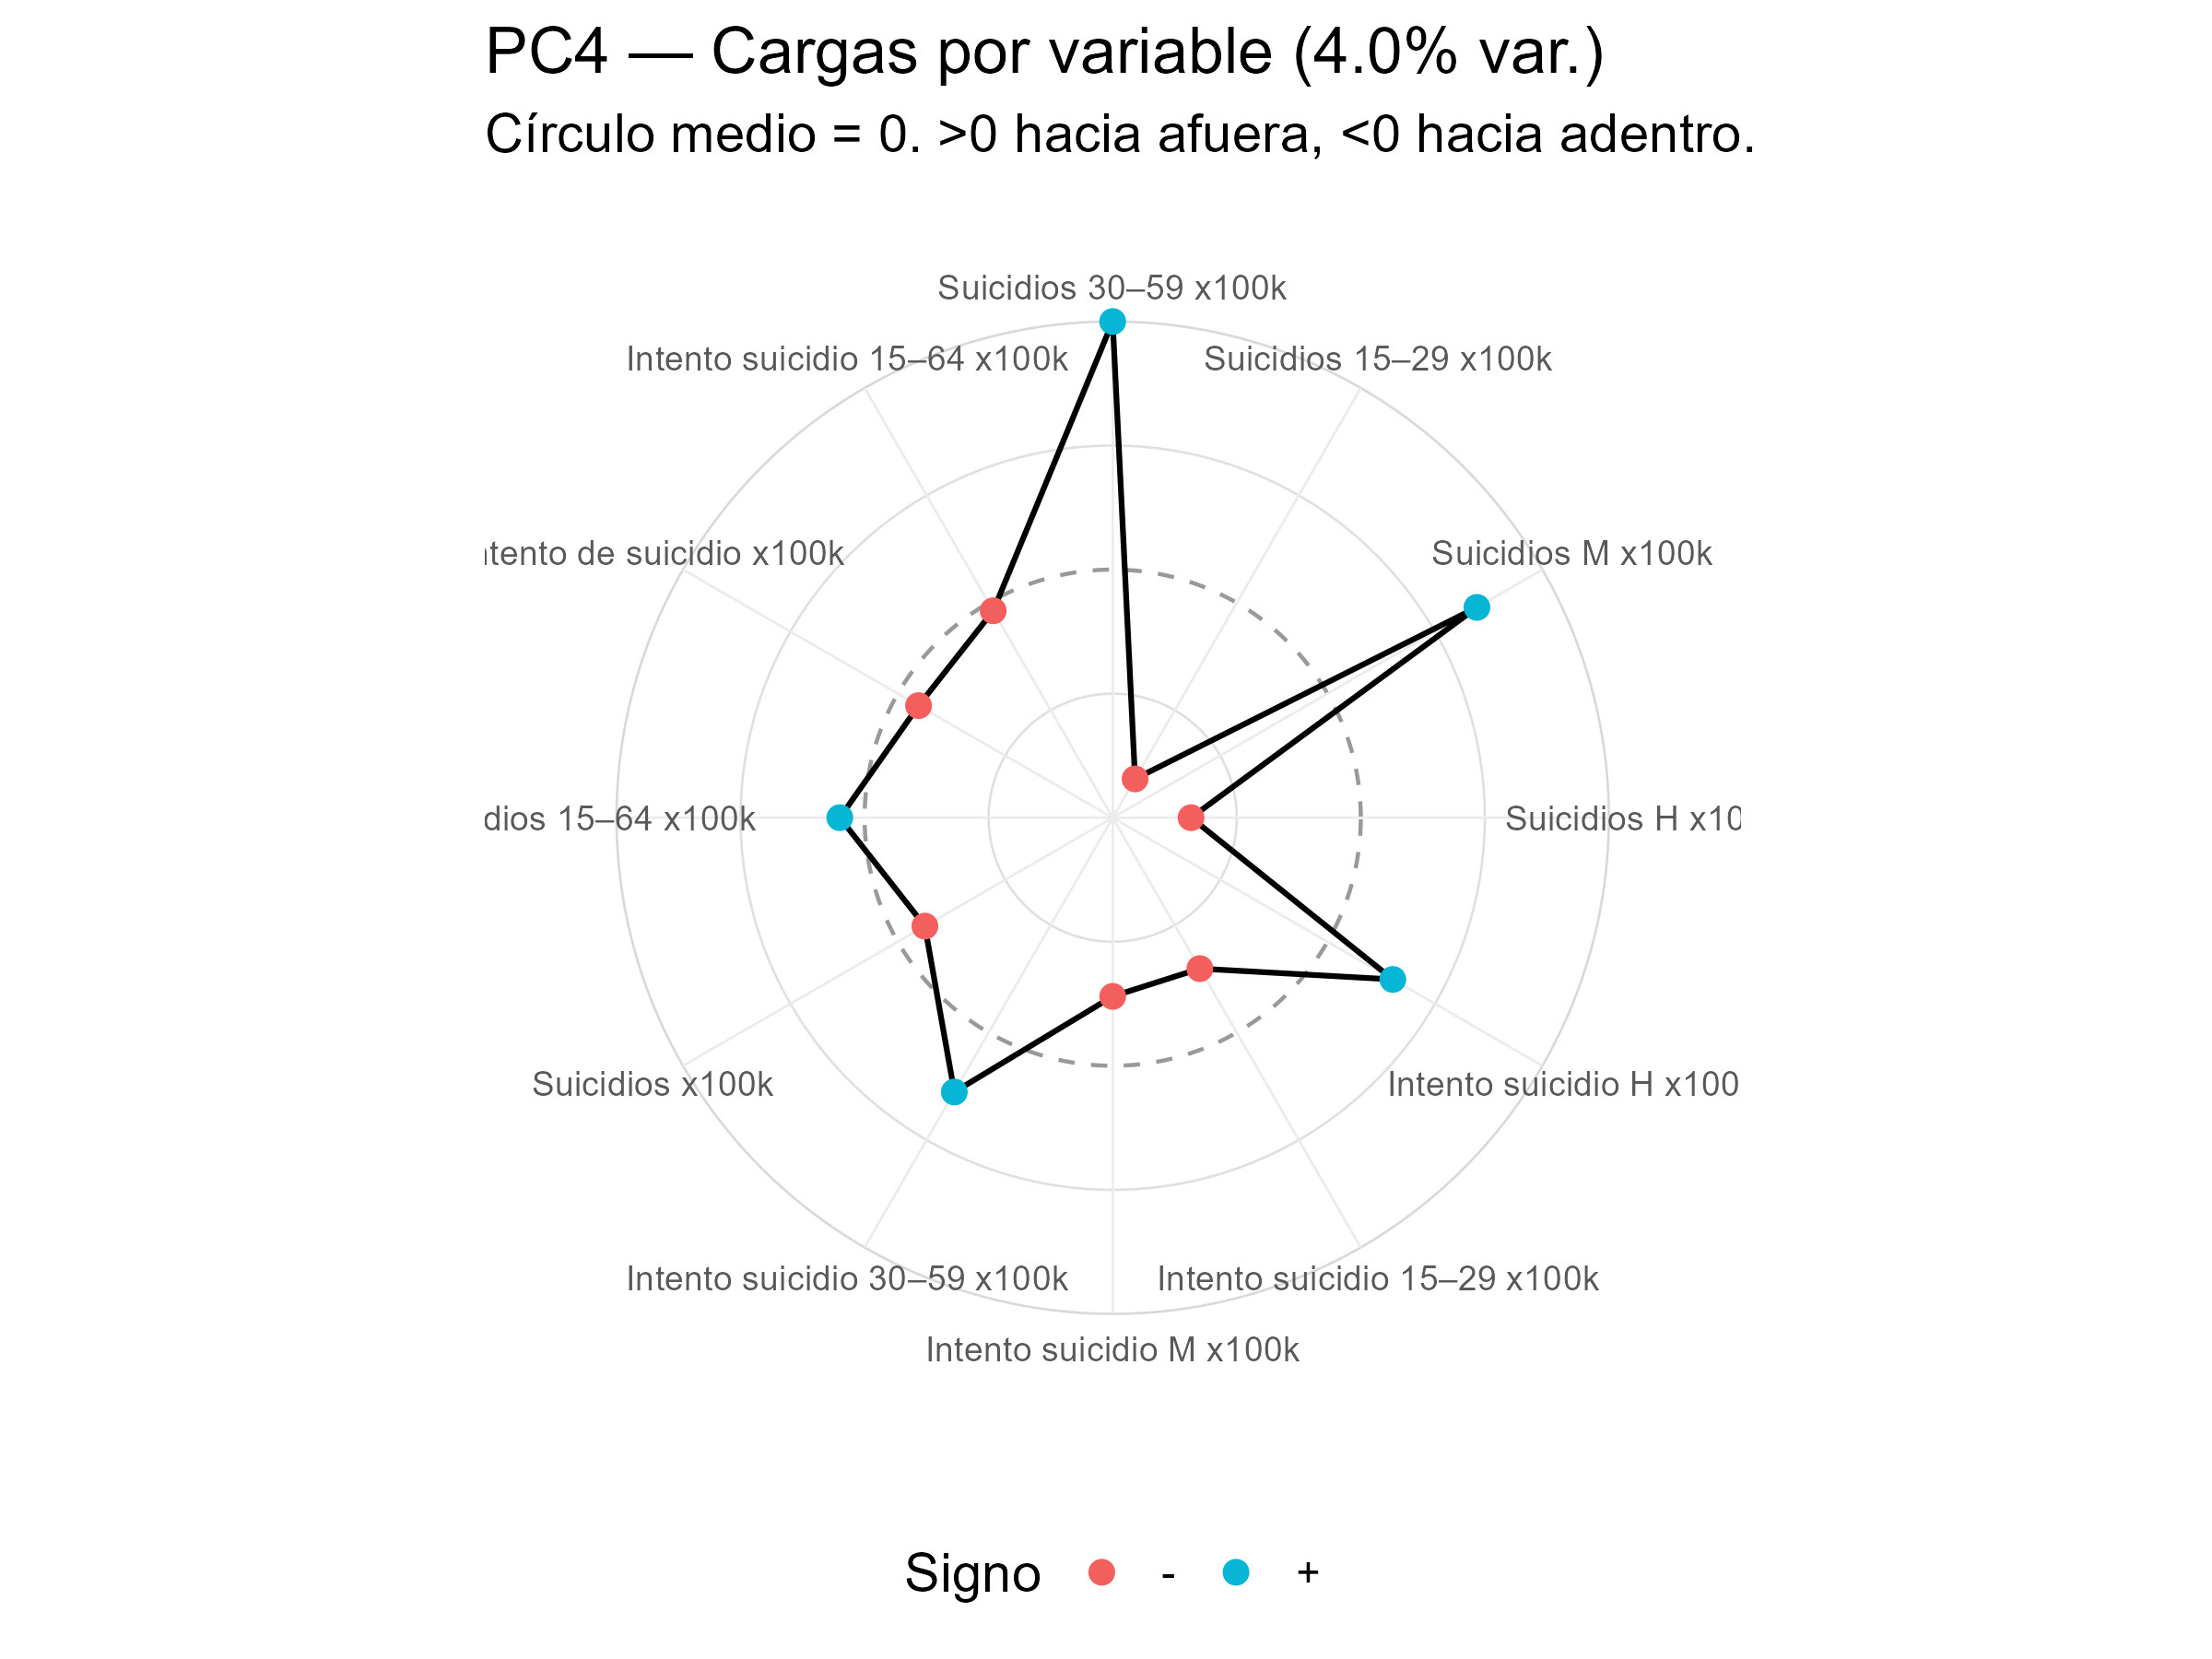 PC4 — Cargas por variable (4.0% var.)
Círculo medio = 0. >0 hacia afuera, <0 hacia adentro.
Suicidios 30–59 x100k
Intento suicidio 15–64 x100k
Suicidios 15–29 x100k
ntento de suicidio x100k
Suicidios M x100k
dios 15–64 x100k
Suicidios H x10
Suicidios x100k
Intento suicidio H x100
Intento suicidio 30–59 x100k
Intento suicidio 15–29 x100k
Intento suicidio M x100k
Signo - +